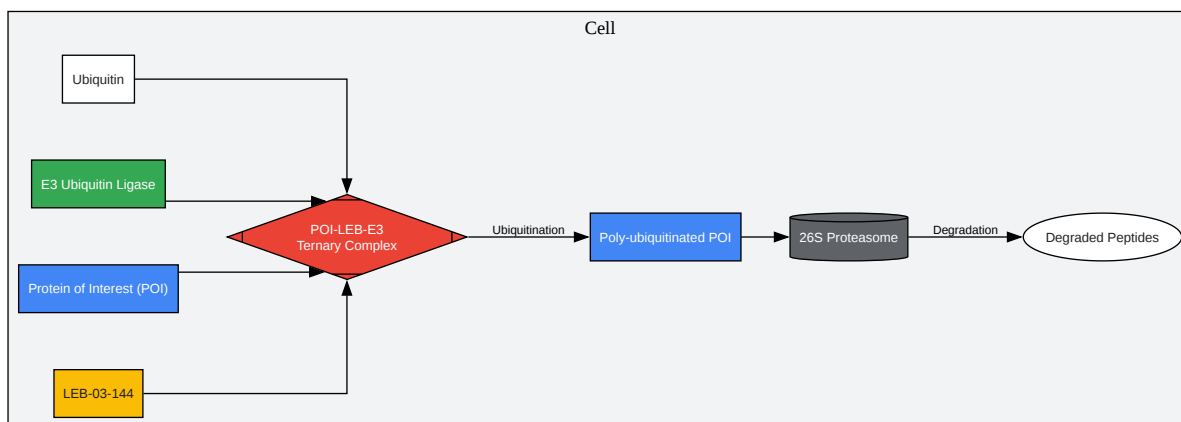 Cell
Ubiquitin
E3 Ubiquitin Ligase
POI-LEB-E3
Ternary Complex
Ubiquitination
Poly-ubiquitinated POI
26S Proteasome
Degradation
Degraded Peptides
Protein of Interest (POI)
LEB-03-144